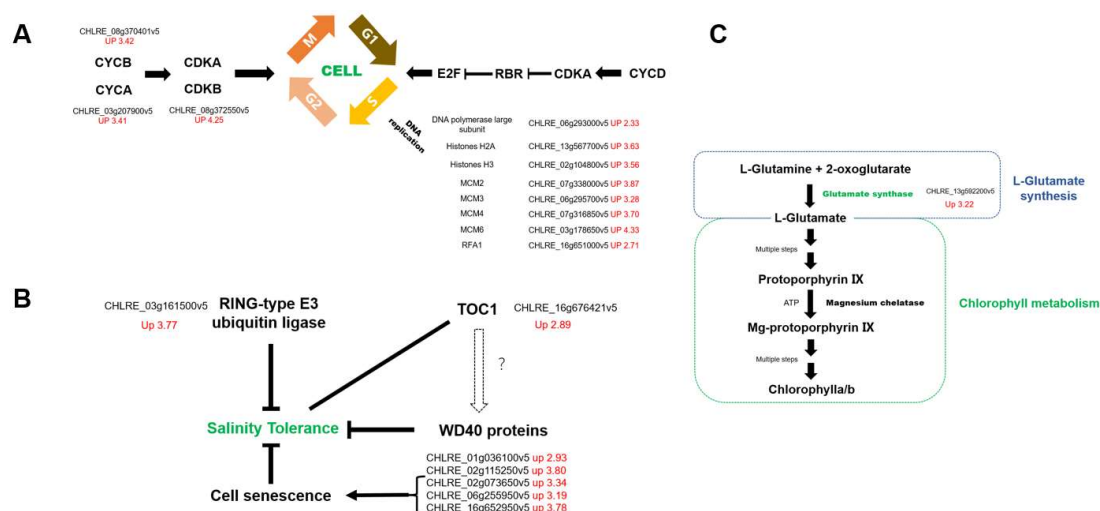 A
CHLRE_08g370401v5
UP 3.42
CYCB
CYCA
CHLRE_03g207900v5
UP 3.41
CDKA
CDKB
CHLRE_08g372550v5
UP 4.25
M
G1
CELL
G2
S
E2F
RBR
CDKA
CYCD
DNA
replication
DNA polymerase large
subunit
CHLRE_06g293000v5 UP 2.33
Histones H2A
CHLRE_13g567700v5 UP 3.63
Histones H3
CHLRE_02g104800v5 UP 3.56
MCM2
CHLRE_07g338000v5 UP 3.87
MCM3
CHLRE_06g295700v5 UP 3.28
MCM4
CHLRE_07g316850v5 UP 3.70
MCM6
CHLRE_03g178650v5 UP 4.33
RFA1
CHLRE_16g651000v5 UP 2.71
B
CHLRE_03g161500v5
Up 3.77
RING-type E3
ubiquitin ligase
TOC1
CHLRE_16g676421v5
Up 2.89
?
Salinity Tolerance
WD40 proteins
CHLRE_01g036100v5 up 2.93
CHLRE_02g115250v5 up 3.80
CHLRE_02g073650v5 up 3.34
CHLRE_06g255950v5 up 3.19
CHLRE_16g652950v5 up 3.78
Cell senescence
C
L-Glutamine + 2-oxoglutarate
Glutamate synthase
CHLRE_13g592200v5
Up 3.22
L-Glutamate
synthesis
L-Glutamate
Multiple steps
Protoporphyrin IX
ATP
Magnesium chelatase
Chlorophyll metabolism
Mg-protoporphyrin IX
Multiple steps
Chlorophylla/b